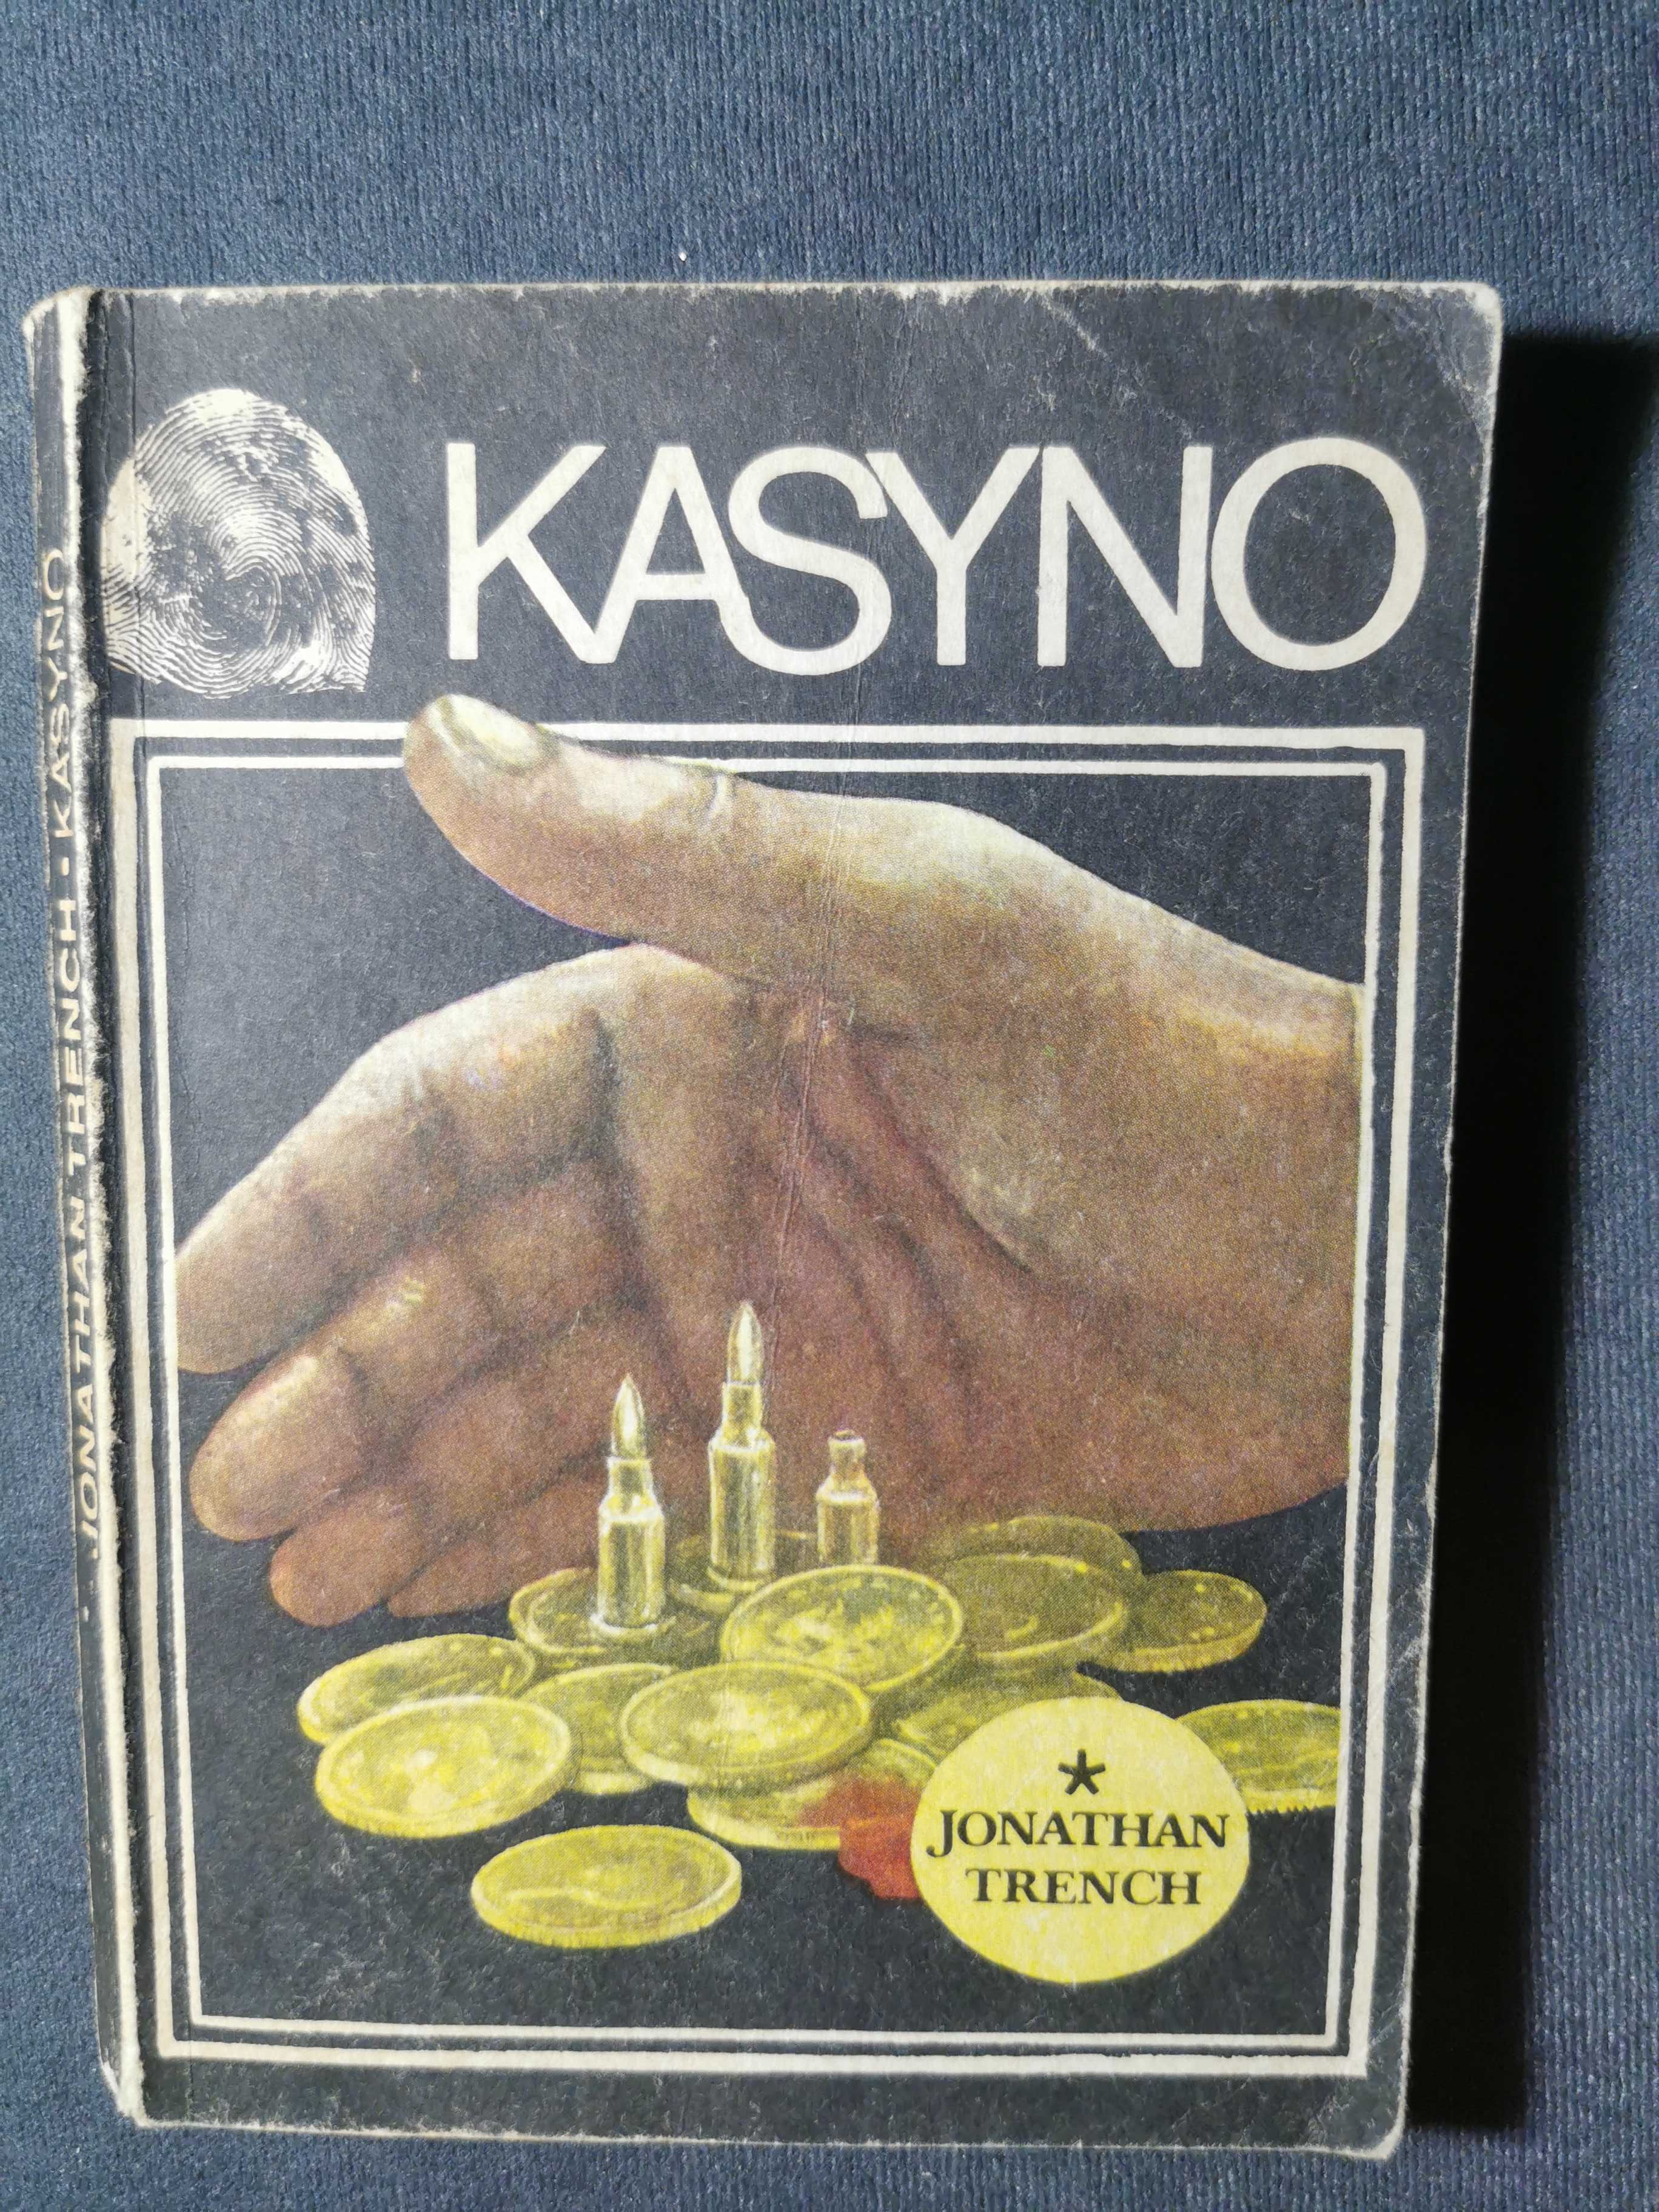 KASYNO
JONATHAN TRENCH • KASYNO
*
JONATHAN
TRENCH